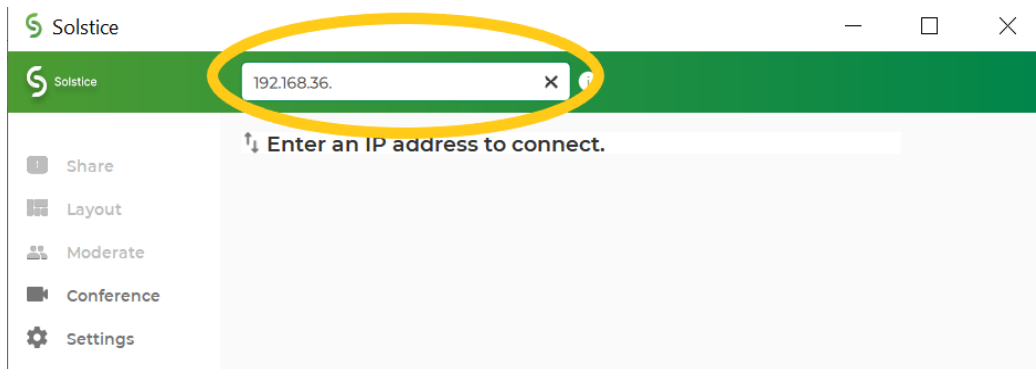 Solstice
Solstice
192.168.36.
Enter an IP address to connect.
Share
Layout
Moderate
Conference
Settings